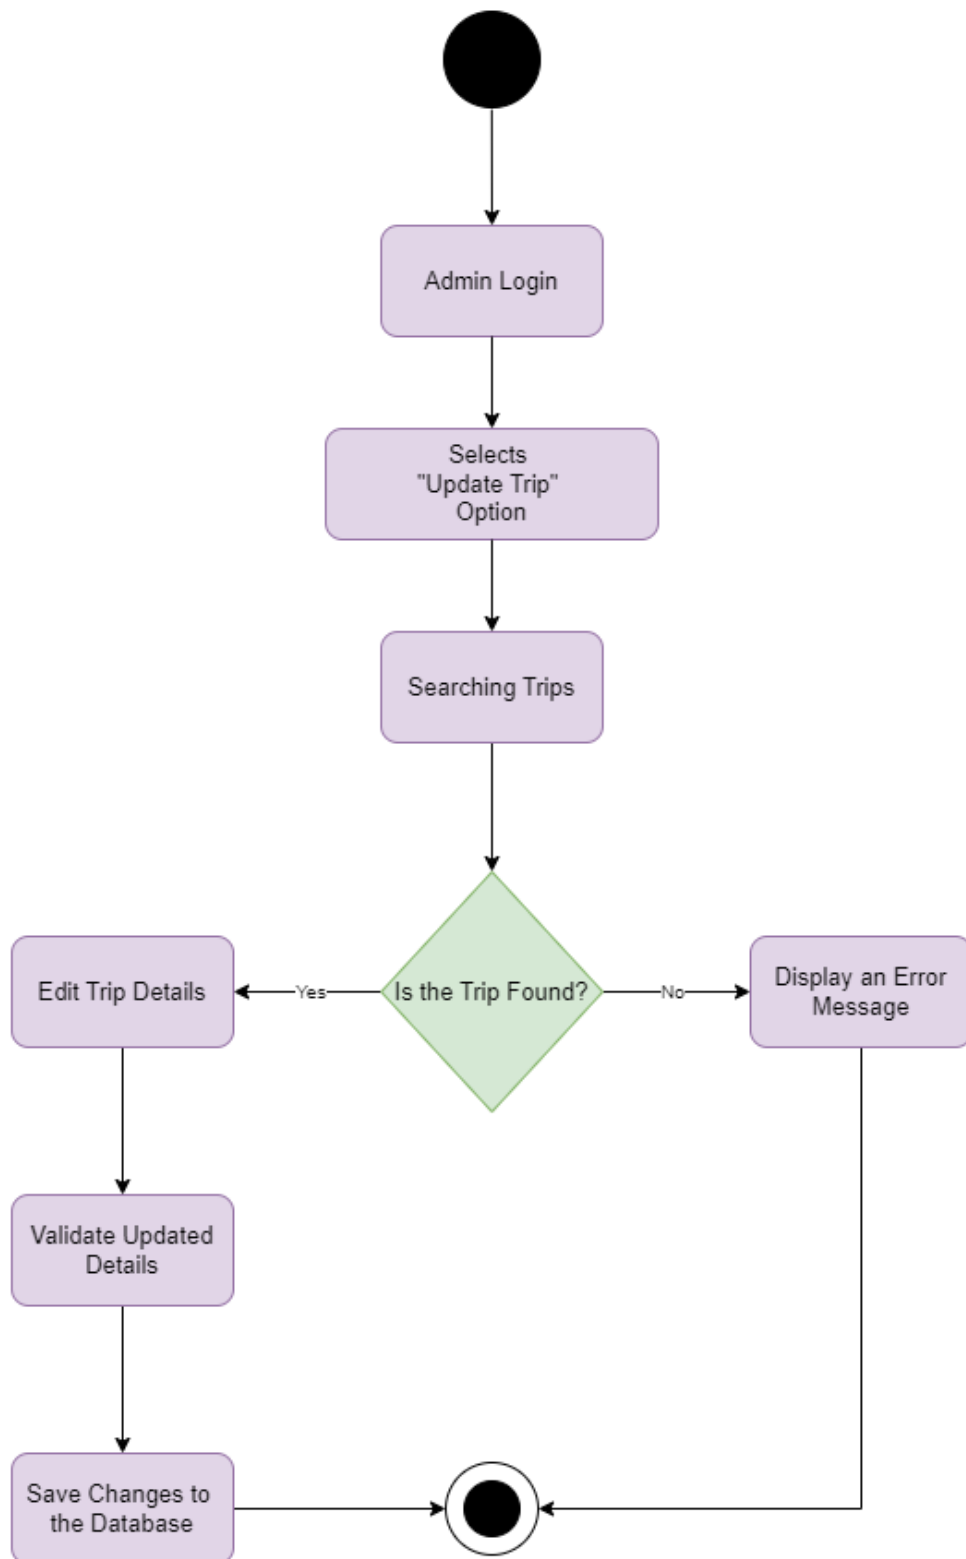 Admin Login
Selects
"Update Trip"
Option
Searching Trips
Is the Trip Found?
Yes
No
Edit Trip Details
Display an Error
Message
Validate Updated
Details
Save Changes to
the Database